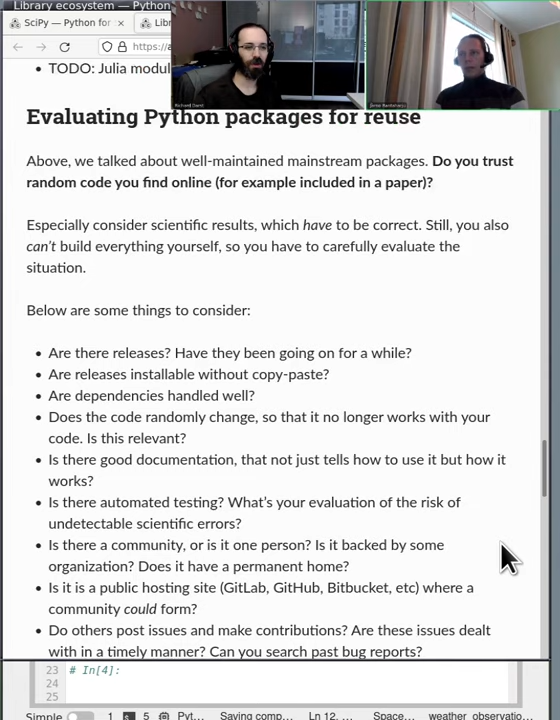 Library ecosystem — Python
SciPy — Python for
Libr
https://a
TODO: Julia modul
Evaluating Python packages for reuse
Above, we talked about well-maintained mainstream packages. Do you trust
random code you find online (for example included in a paper)?
Especially consider scientific results, which have to be correct. Still, you also
can't build everything yourself, so you have to carefully evaluate the
situation.
Below are some things to consider:
• Are there releases? Have they been going on for a while?
• Are releases installable without copy-paste?
• Are dependencies handled well?
• Does the code randomly change, so that it no longer works with your
code. Is this relevant?
• Is there good documentation, that not just tells how to use it but how it
works?
• Is there automated testing? What's your evaluation of the risk of
undetectable scientific errors?
• Is there a community, or is it one person? Is it backed by some
organization? Does it have a permanent home?
• Is it is a public hosting site (GitLab, GitHub, Bitbucket, etc) where a
community could form?
• Do others post issues and make contributions? Are these issues dealt
with in a timely manner? Can you search past bug reports?
23 # In[4]:
24
25
Simple 1 5 Pyt... Saving comp... Ln 12, ... Space... weather_observatio...